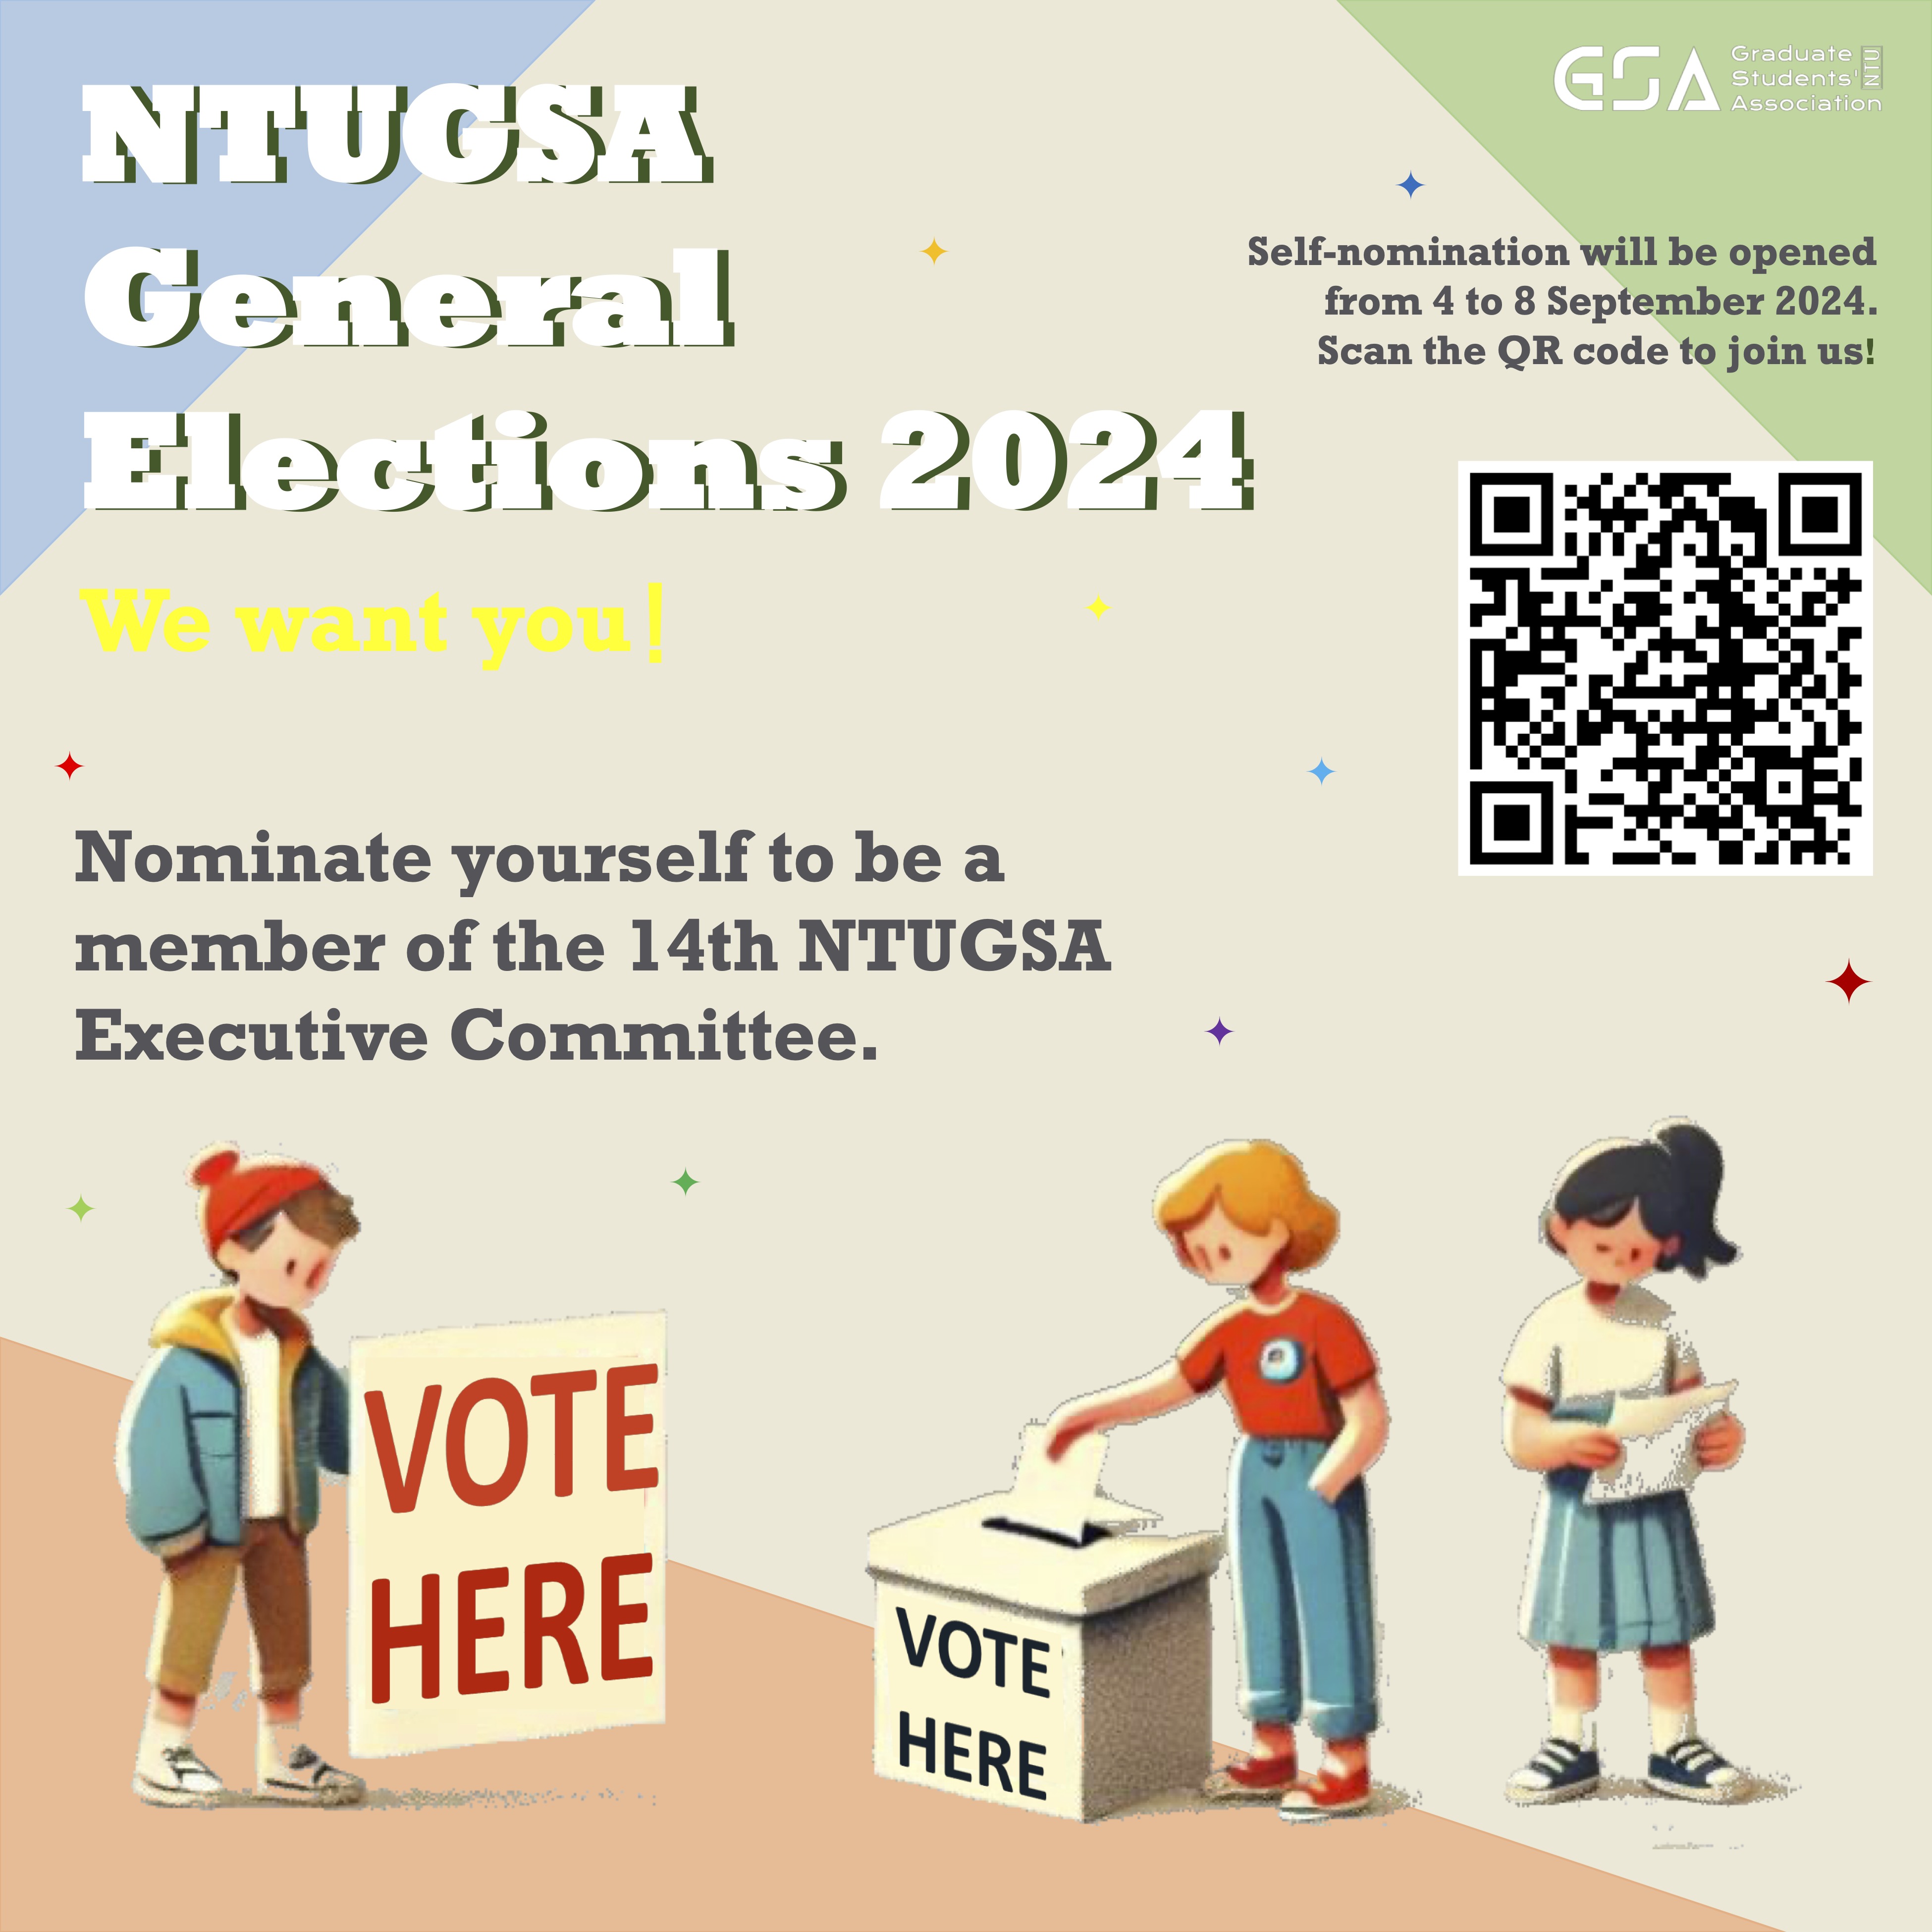 NTUGSA
General
Elections 2024
We want you!
GSA Graduate
Students' NTU
Association
Self-nomination will be opened
from 4 to 8 September 2024.
Scan the QR code to join us!
Nominate yourself to be a
member of the 14th NTUGSA
Executive Committee.
VOTE
HERE
VOTE
HERE